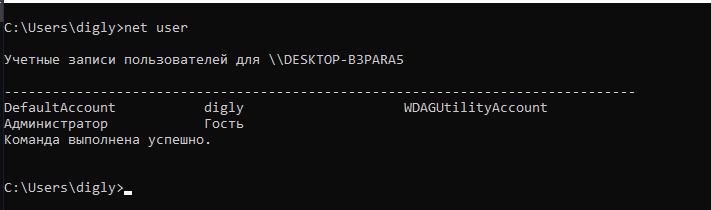 C:\Users\digly>net user
Учетные записи пользователей для \\DESKTOP-B3PARA5
-------------------------------------------------------------------------------
DefaultAccount           digly                    WDAGUtilityAccount
Администратор            Гость
Команда выполнена успешно.
C:\Users\digly>